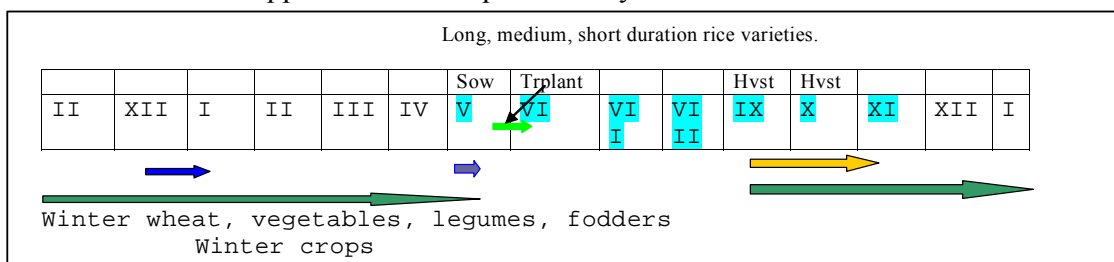 Long, medium, short duration rice varieties.
Sow Trplant Hvst Hvst
II XII I II III IV V VI VI VI IX X XI XII I
I II
Winter wheat, vegetables, legumes, fodders
Winter crops